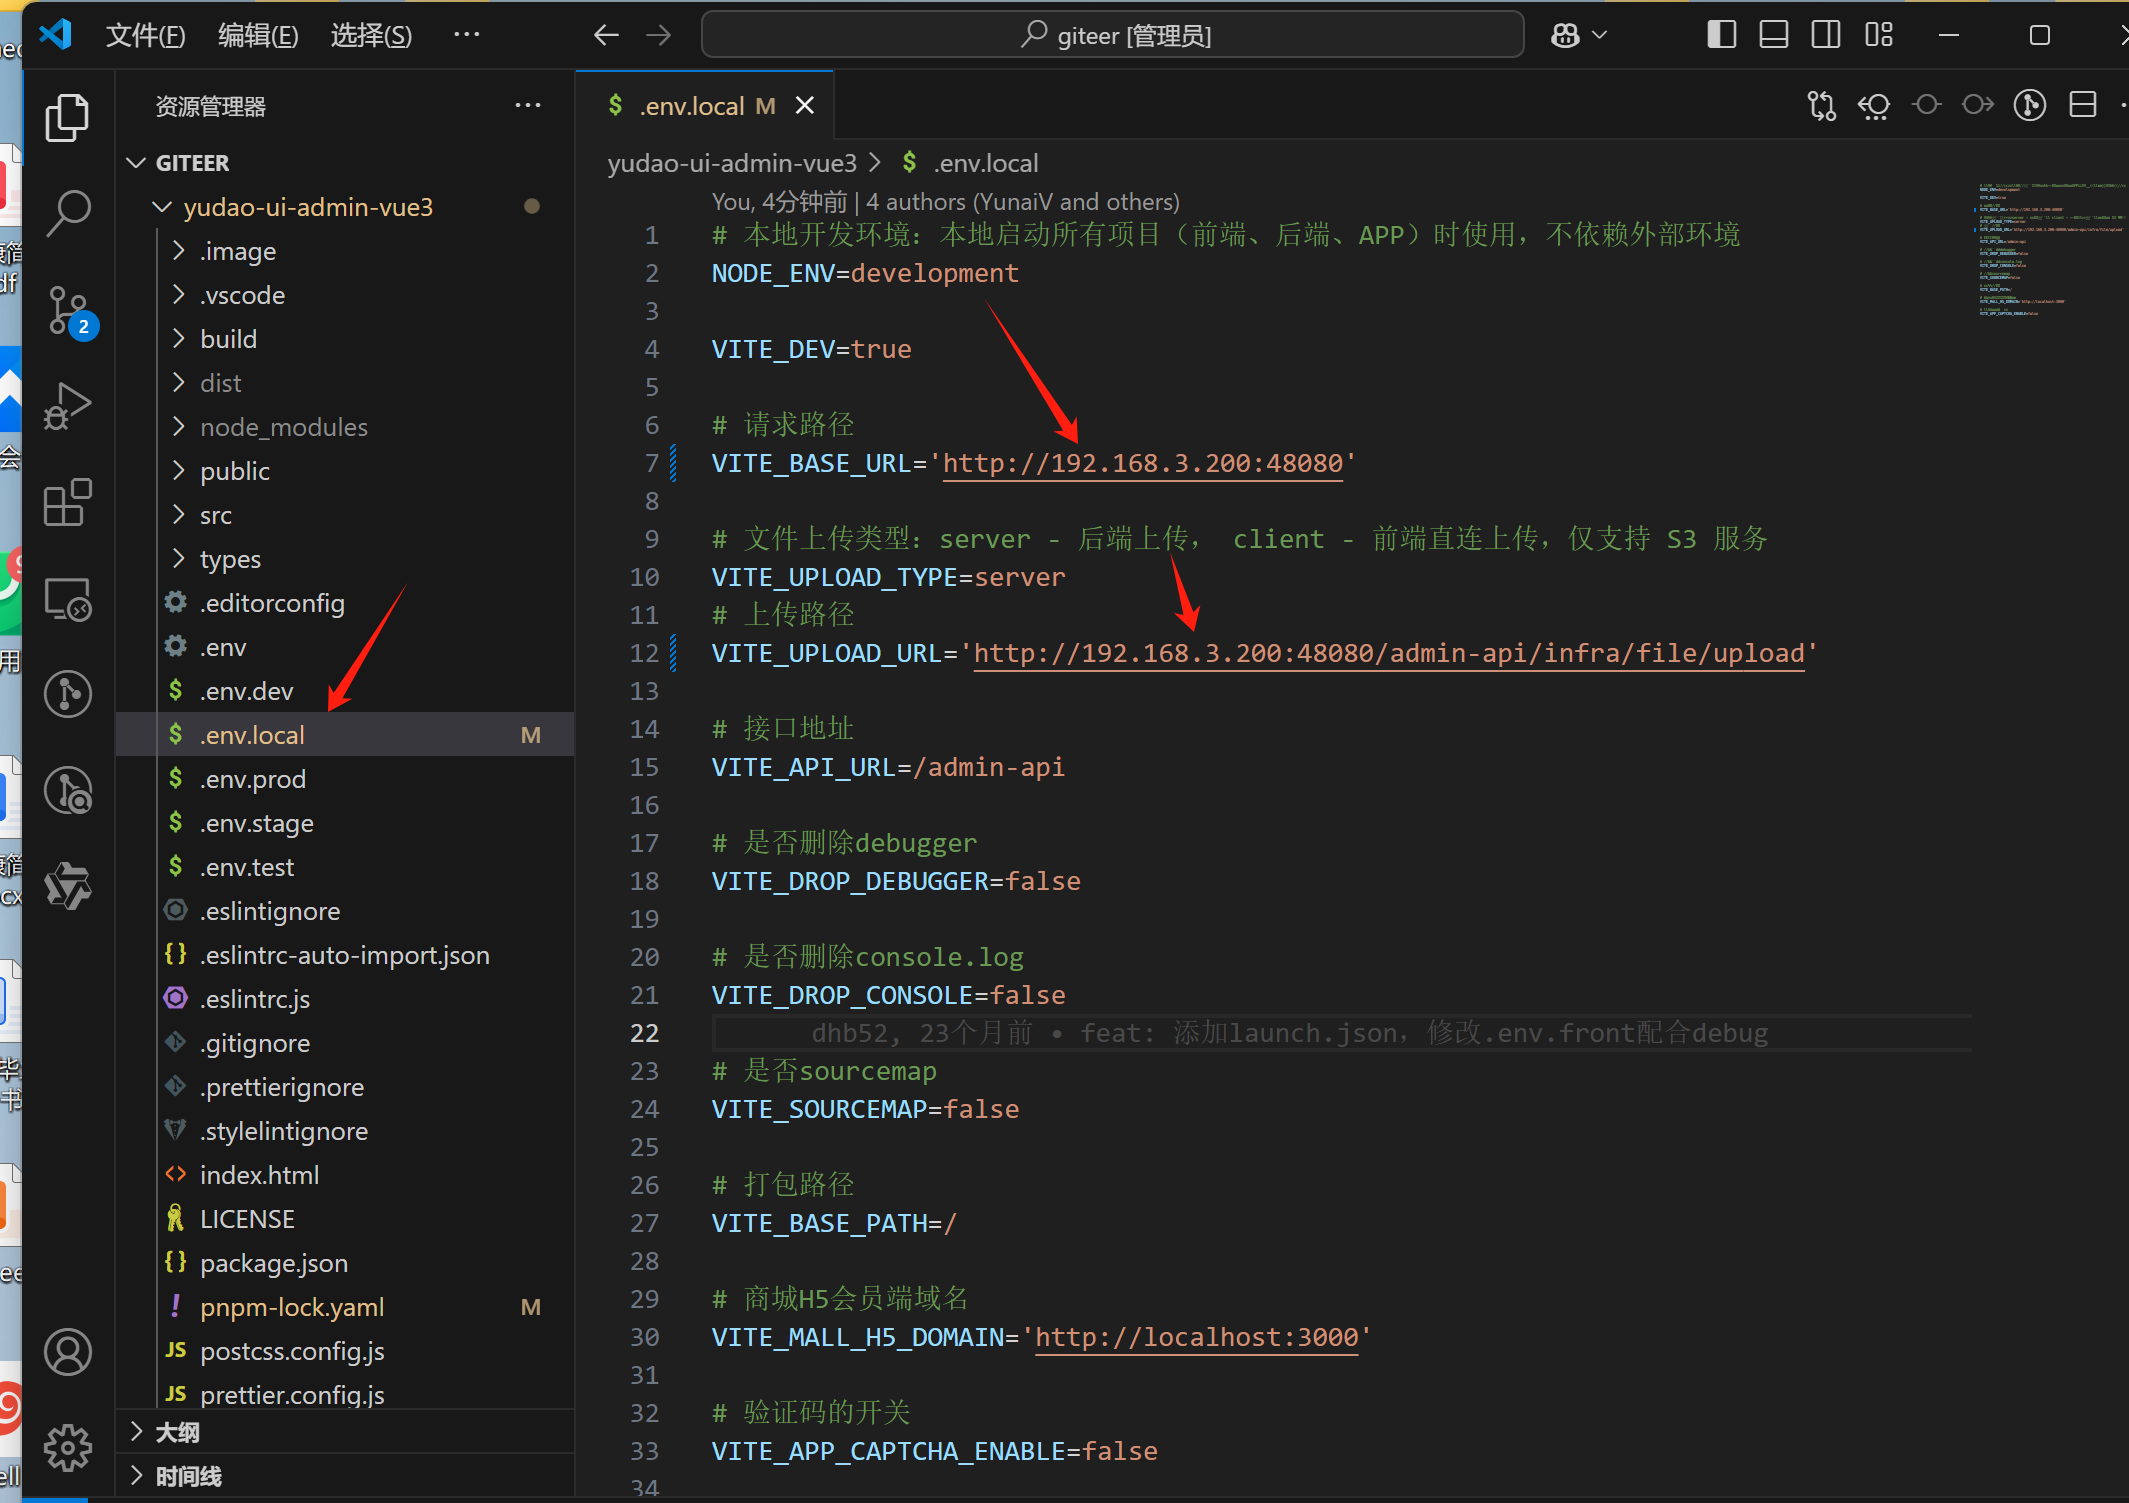 文件(F) 编辑(E) 选择(S) ··· giteer [管理员]
资源管理器
GITEER
yudao-ui-admin-vue3
.image
.vscode
build
dist
node_modules
public
src
types
.editorconfig
.env
.env.dev
.env.local M
.env.prod
.env.stage
.env.test
.eslintignore
.eslintrc-auto-import.json
.eslintrc.js
.gitignore
.prettierignore
.stylelintignore
index.html
LICENSE
package.json
pnpm-lock.yaml M
postcss.config.js
prettier.config.js
大纲
时间线
2
$ .env.local M
yudao-ui-admin-vue3 > $ .env.local
You, 4分钟前 | 4 authors (YunaiV and others)
1 # 本地开发环境：本地启动所有项目（前端、后端、APP）时使用，不依赖外部环境
2 NODE_ENV=development
3
4 VITE_DEV=true
5
6 # 请求路径
7 VITE_BASE_URL='http://192.168.3.200:48080'
8
9 # 文件上传类型：server - 后端上传， client - 前端直连上传，仅支持 S3 服务
10 VITE_UPLOAD_TYPE=server
11 # 上传路径
12 VITE_UPLOAD_URL='http://192.168.3.200:48080/admin-api/infra/file/upload'
13
14 # 接口地址
15 VITE_API_URL=/admin-api
16
17 # 是否删除debugger
18 VITE_DROP_DEBUGGER=false
19
20 # 是否删除console.log
21 VITE_DROP_CONSOLE=false
22 dhb52, 23个月前 • feat: 添加launch.json，修改.env.front配合debug
23 # 是否sourcemap
24 VITE_SOURCEMAP=false
25
26 # 打包路径
27 VITE_BASE_PATH=/
28
29 # 商城H5会员端域名
30 VITE_MALL_H5_DOMAIN='http://localhost:3000'
31
32 # 验证码的开关
33 VITE_APP_CAPTCHA_ENABLE=false
34